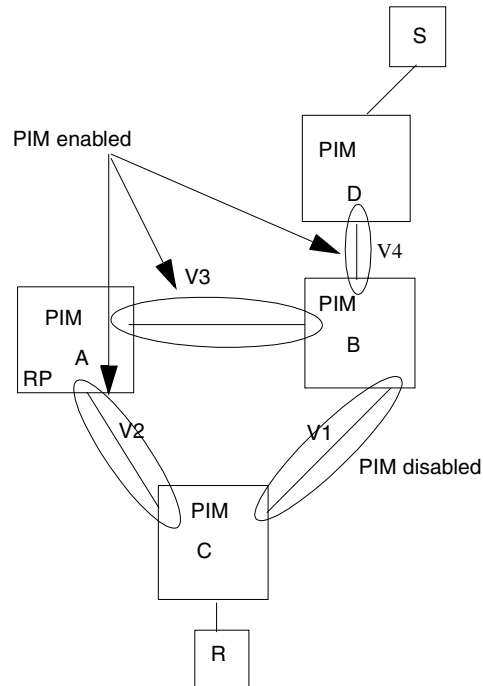 S
PIM enabled
PIM
D
V4
V3
PIM
A
RP
PIM
B
V2
V1
PIM disabled
PIM
C
R